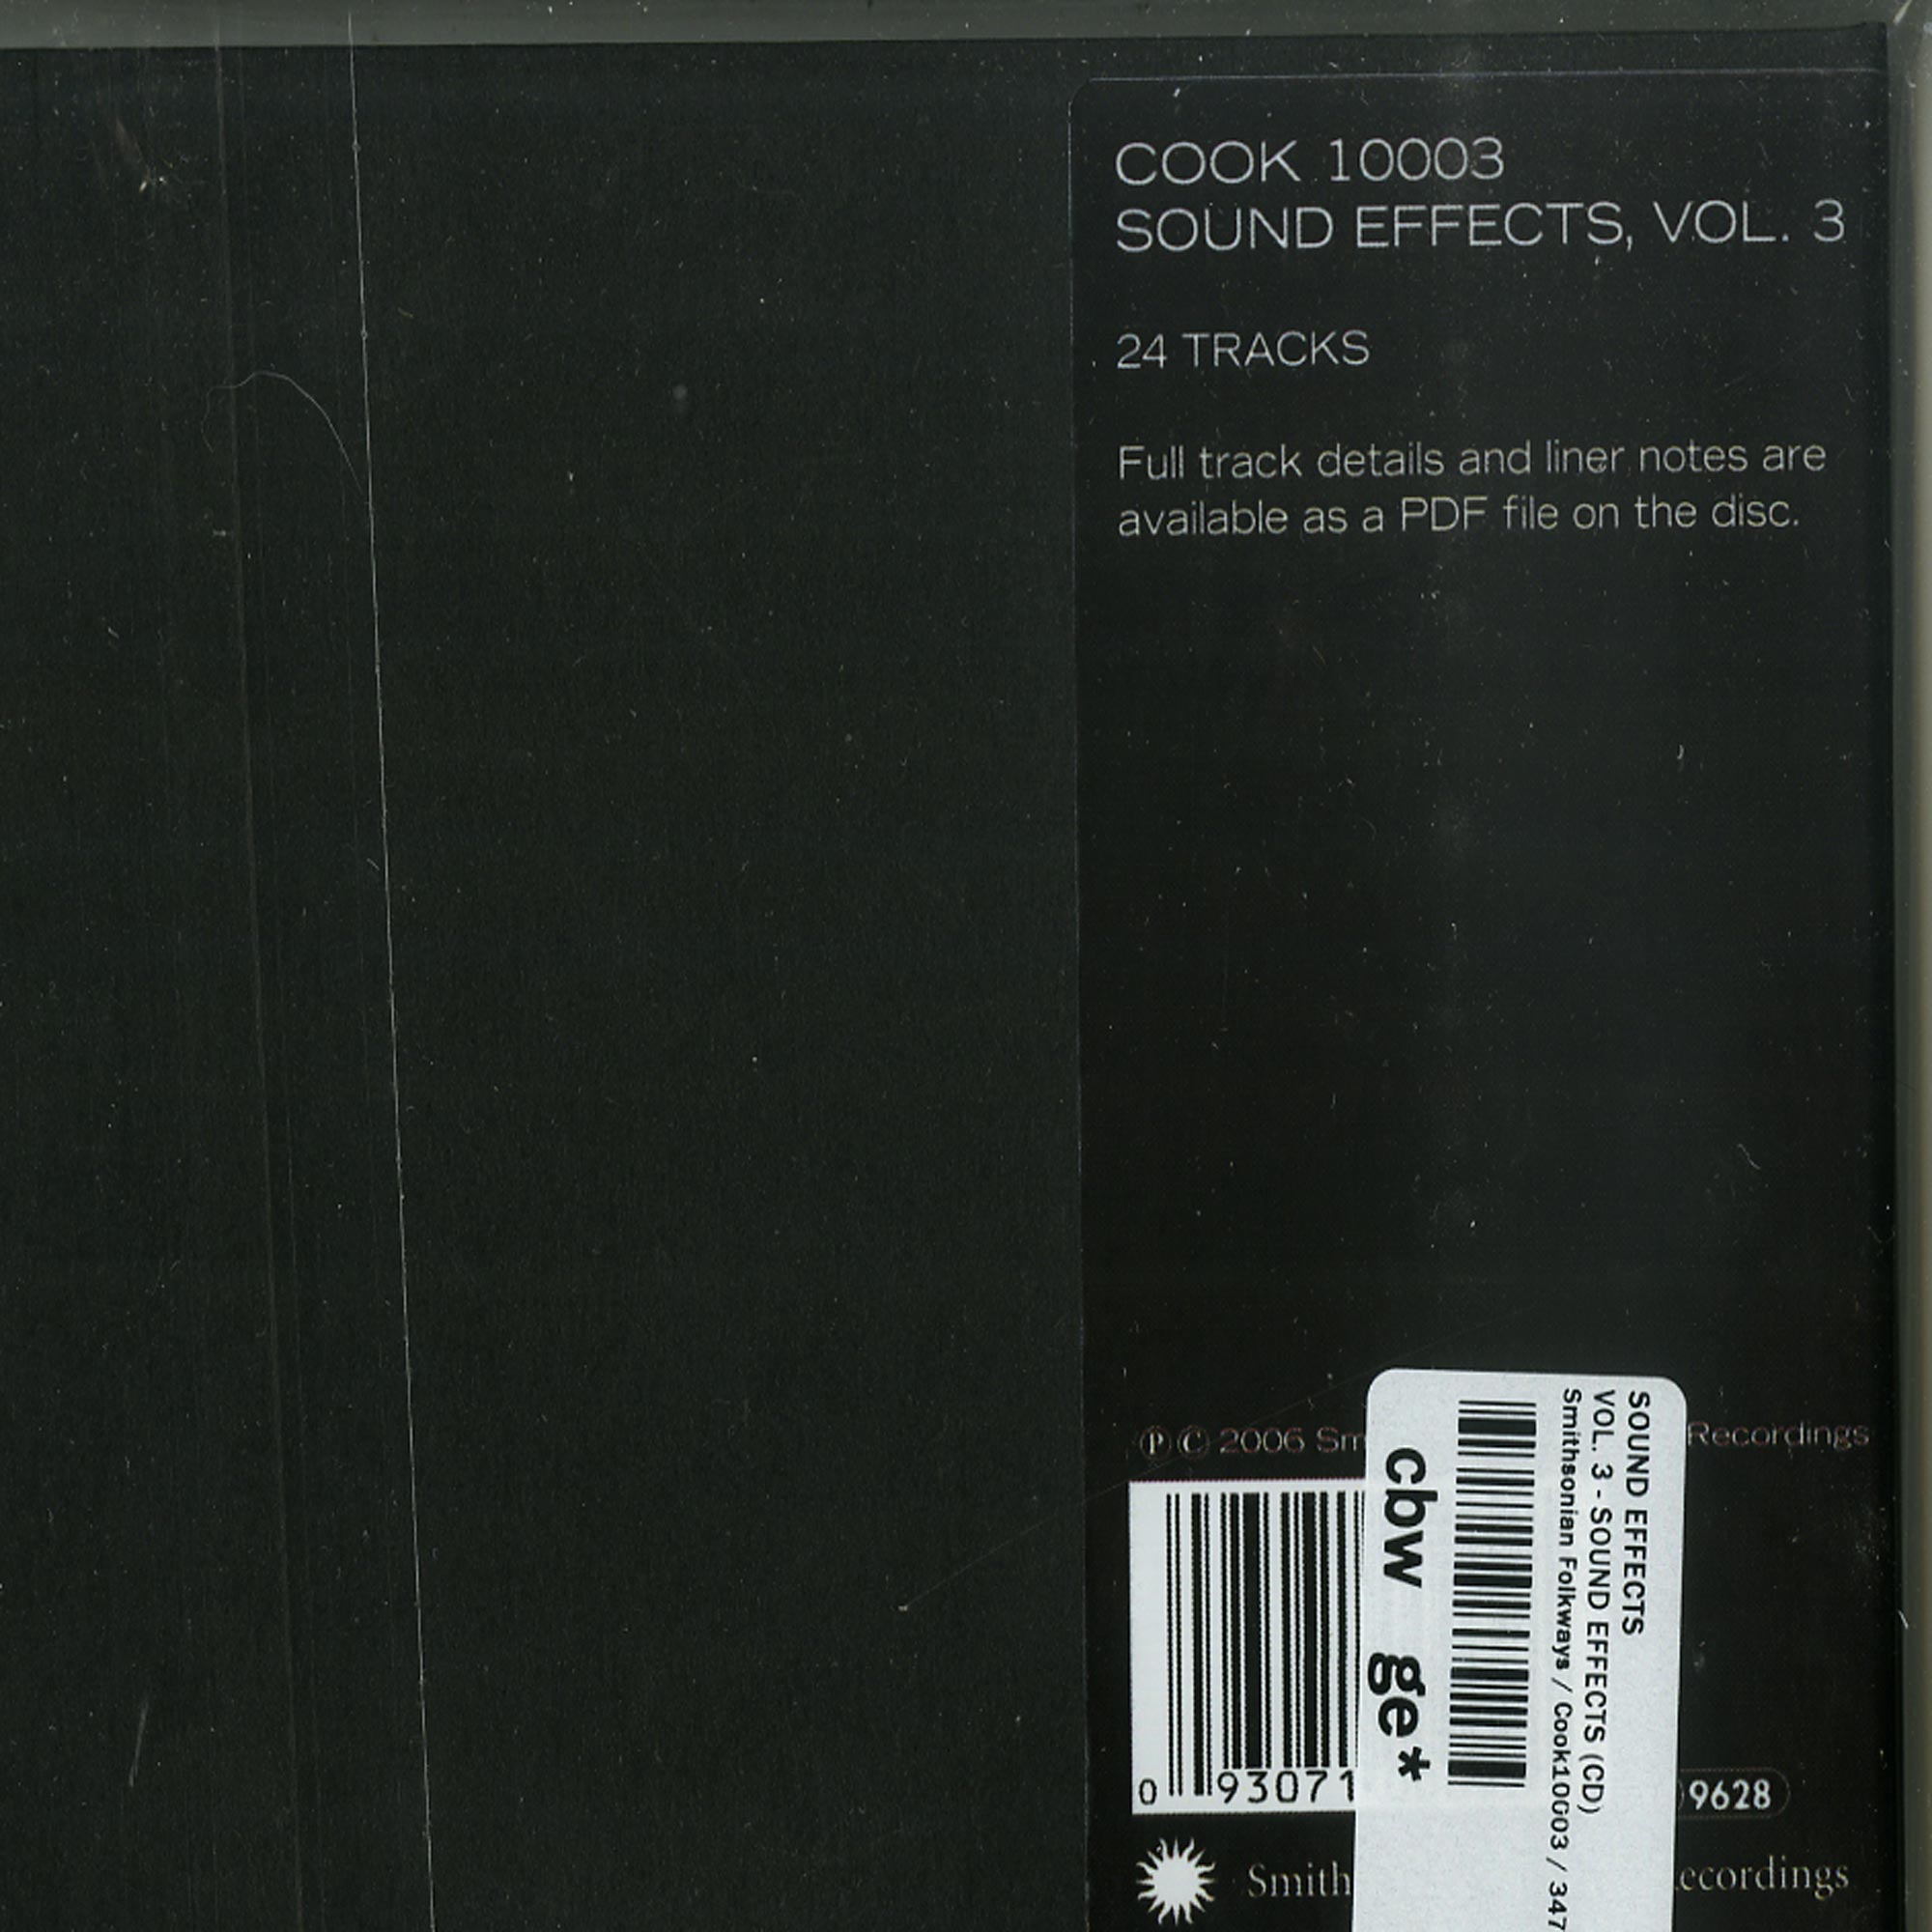 COOK 10003
SOUND EFFECTS, VOL. 3
24 TRACKS
Full track details and liner notes are
available as a PDF file on the disc.
Ⓟ Ⓒ 2006 Recordings
0 93071
9628
Smith ecordings
SOUND EFFECTS
VOL. 3 - SOUND EFFECTS (CD)
Smithsonian Folkways / Cook10003 / 347
cbw ge*